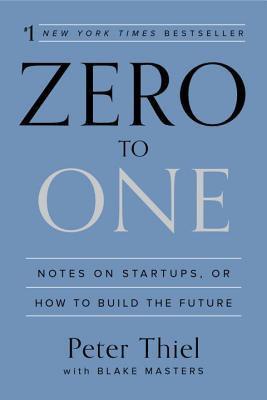 #1 NEW YORK TIMES BESTSELLER
ZERO
TO
ONE
NOTES ON STARTUPS, OR
HOW TO BUILD THE FUTURE
Peter Thiel
with BLAKE MASTERS